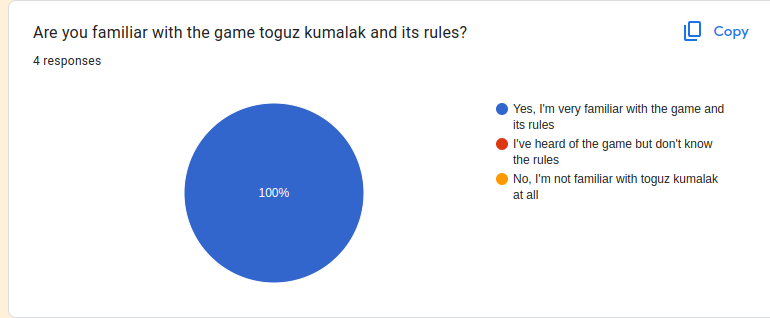 Are you familiar with the game toguz kumalak and its rules?
Copy
4 responses
100%
Yes, I'm very familiar with the game and
its rules
I've heard of the game but don't know
the rules
No, I'm not familiar with toguz kumalak
at all